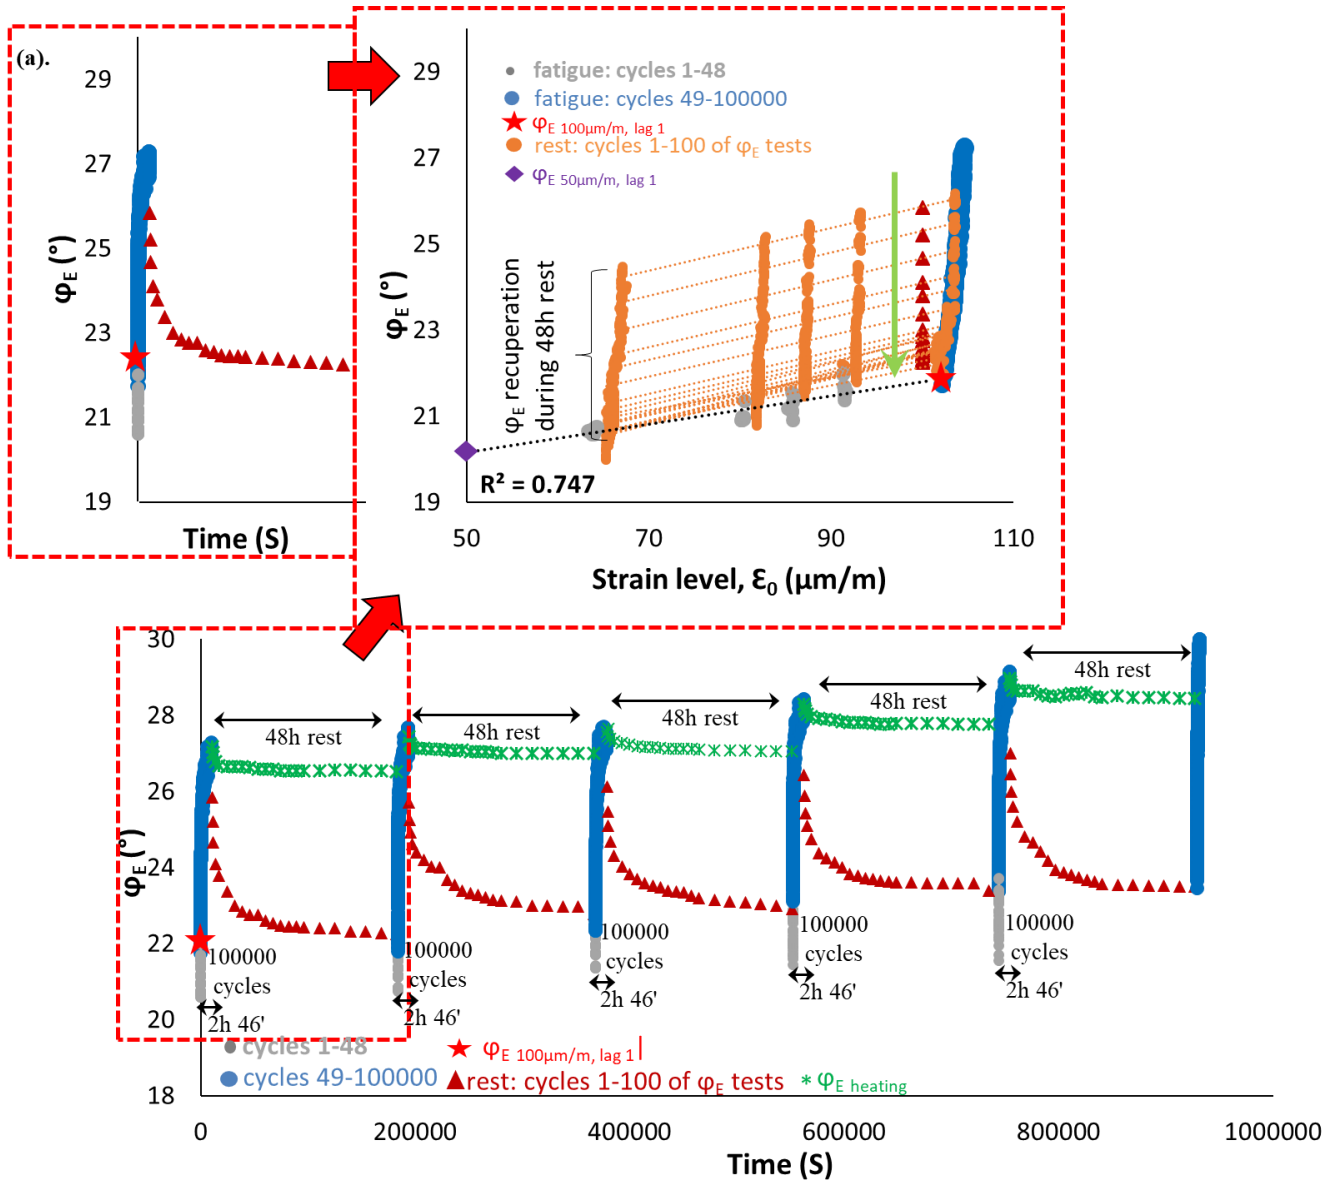 (a).
29
27
25
23
21
19
φE (°)
Time (S)
29
27
25
23
21
19
φE (°)
fatigue: cycles 1-48
fatigue: cycles 49-100000
φE 100µm/m, lag 1
rest: cycles 1-100 of φE tests
φE 50µm/m, lag 1
φE recuperation
during 48h rest
R² = 0.747
50
70
90
110
Strain level, Ɛ0 (µm/m)
30
28
26
24
22
20
18
φE (°)
48h rest
48h rest
48h rest
48h rest
48h rest
100000
cycles
2h 46'
100000
cycles
2h 46'
100000
cycles
2h 46'
100000
cycles
2h 46'
100000
cycles
2h 46'
cycles 1-48
φE 100µm/m, lag 1|
cycles 49-100000
rest: cycles 1-100 of φE tests
φE heating
0
200000
400000
600000
800000
1000000
Time (S)